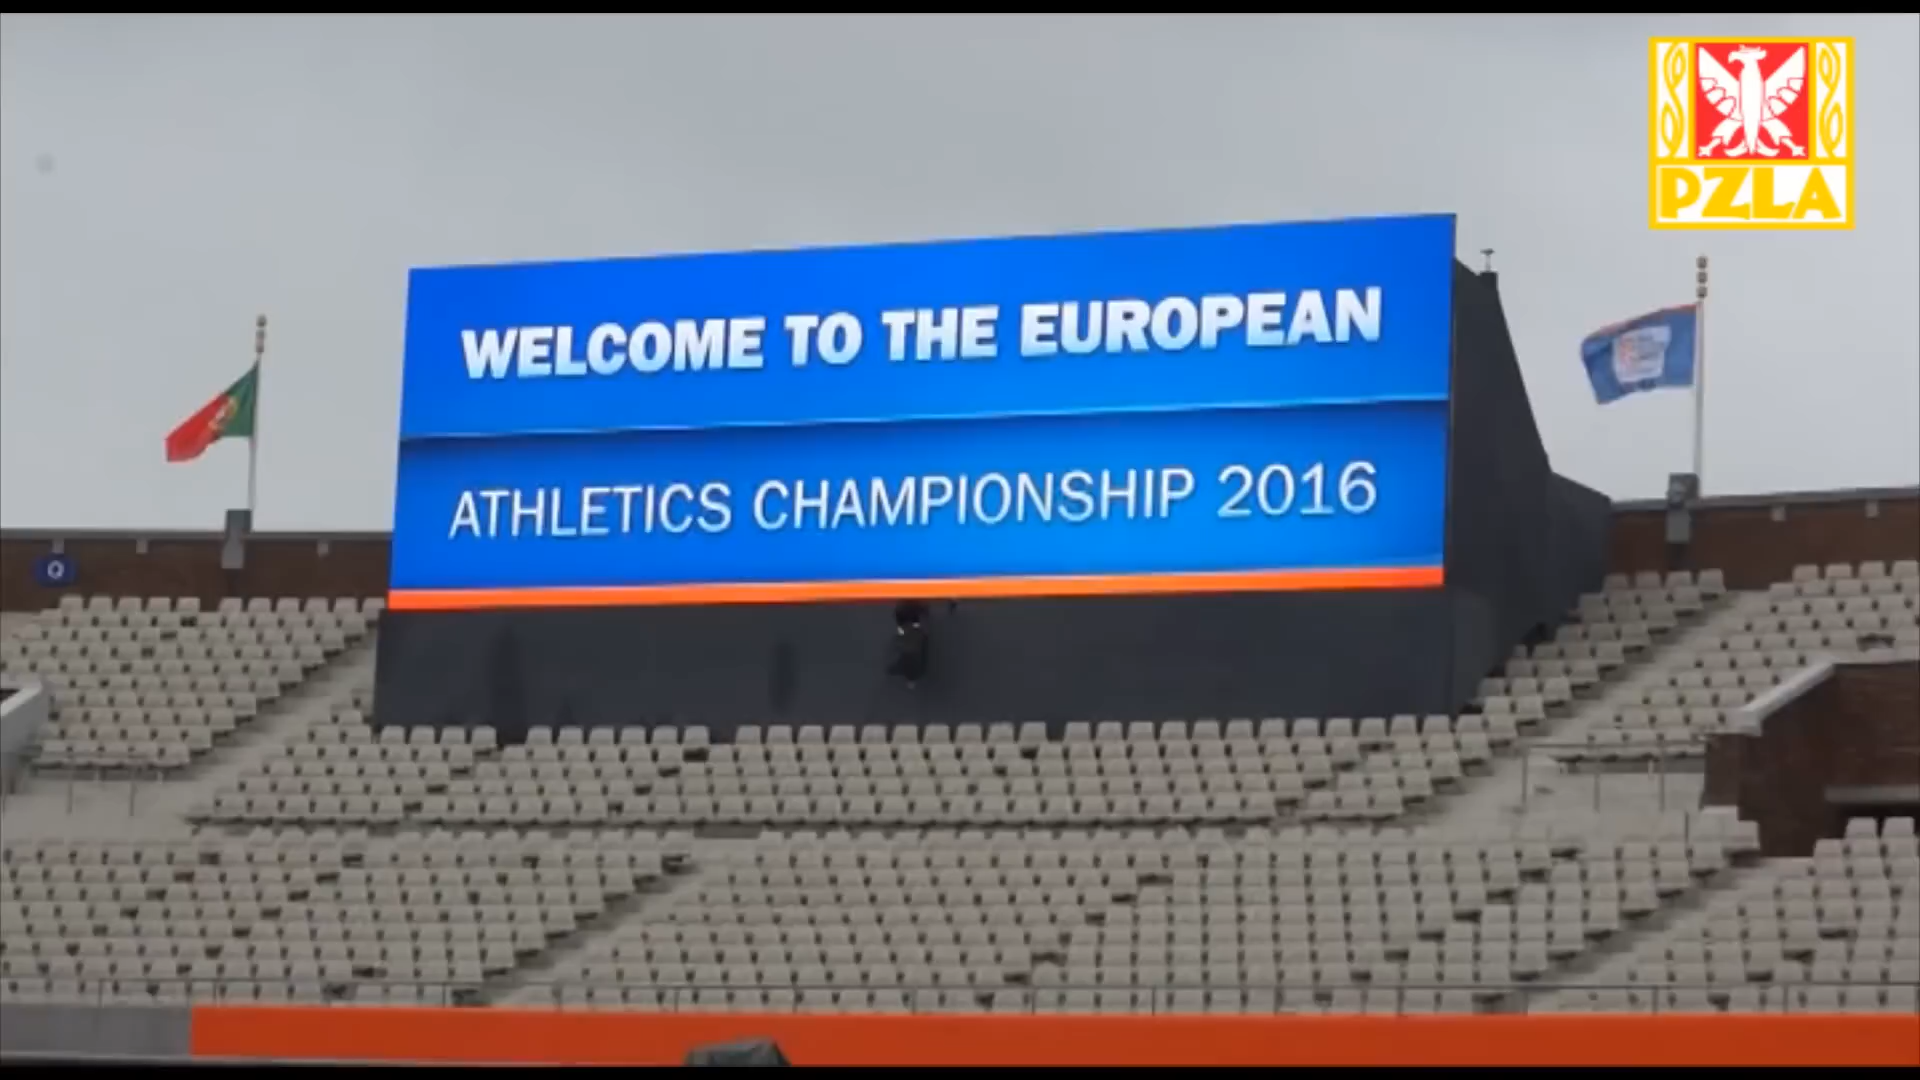 PZLA
WELCOME TO THE EUROPEAN
ATHLETICS CHAMPIONSHIP 2016
Q